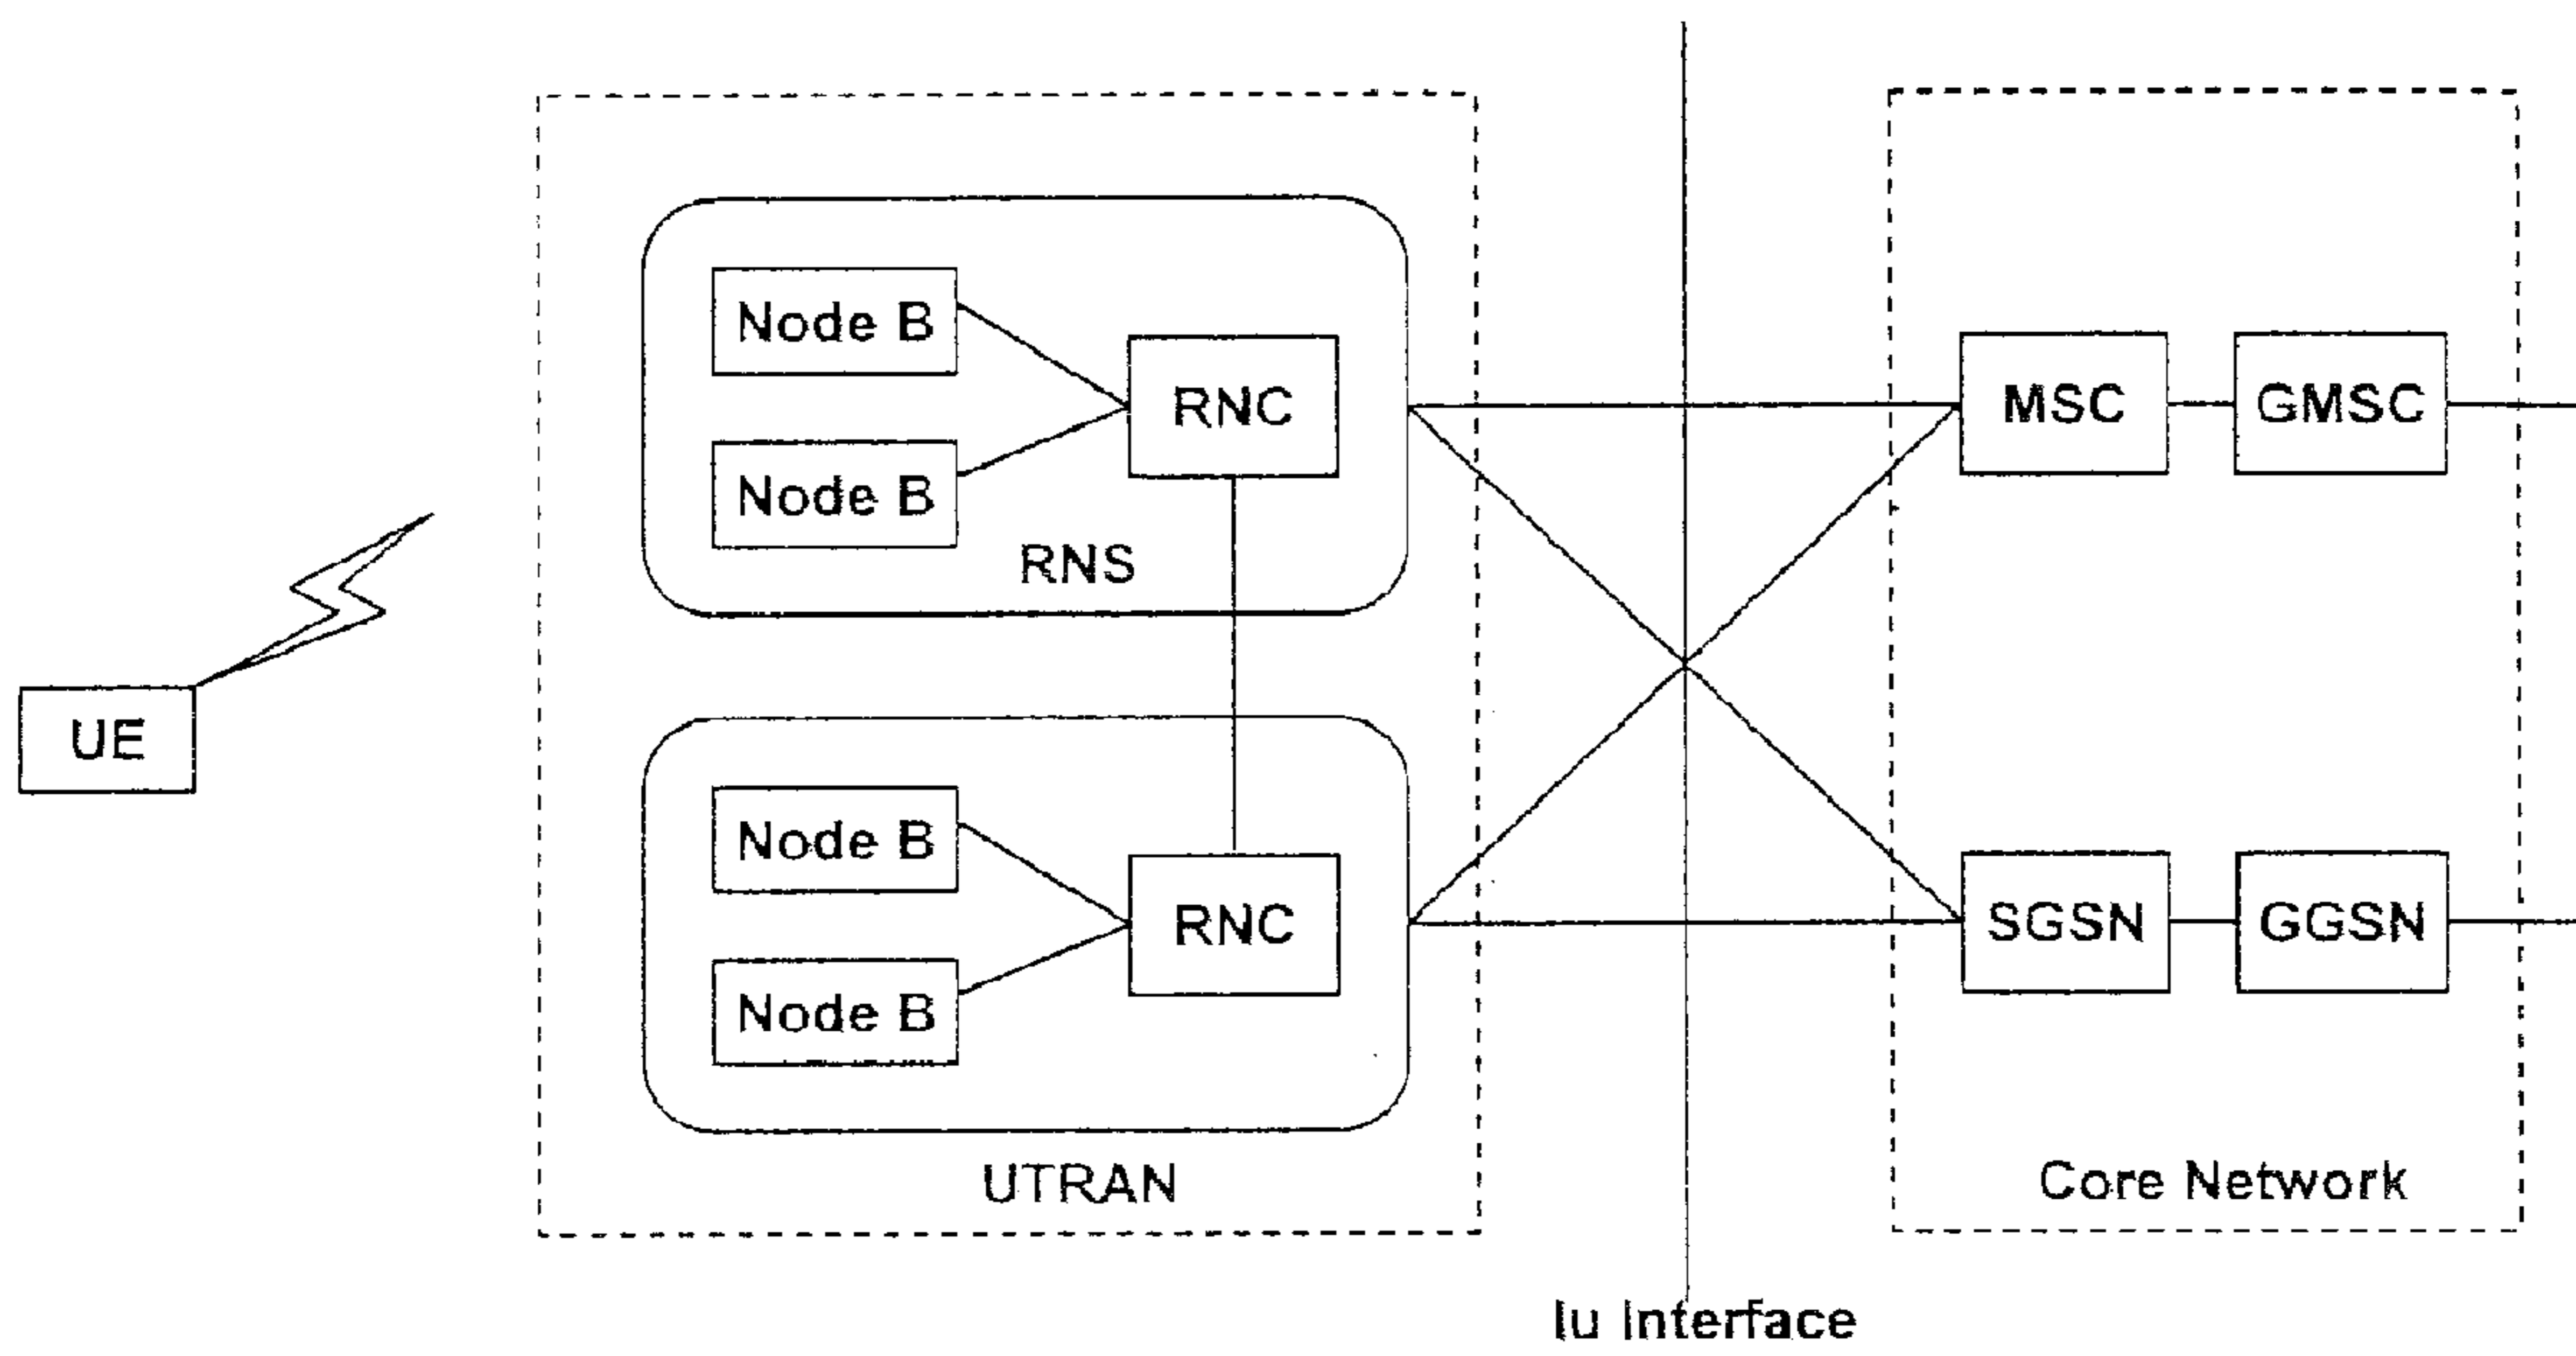 Node B
Node B
RNC
RNS
MSC
GMSC
UE
Node B
Node B
RNC
SGSN
GGSN
UTRAN
Core Network
Iu Interface